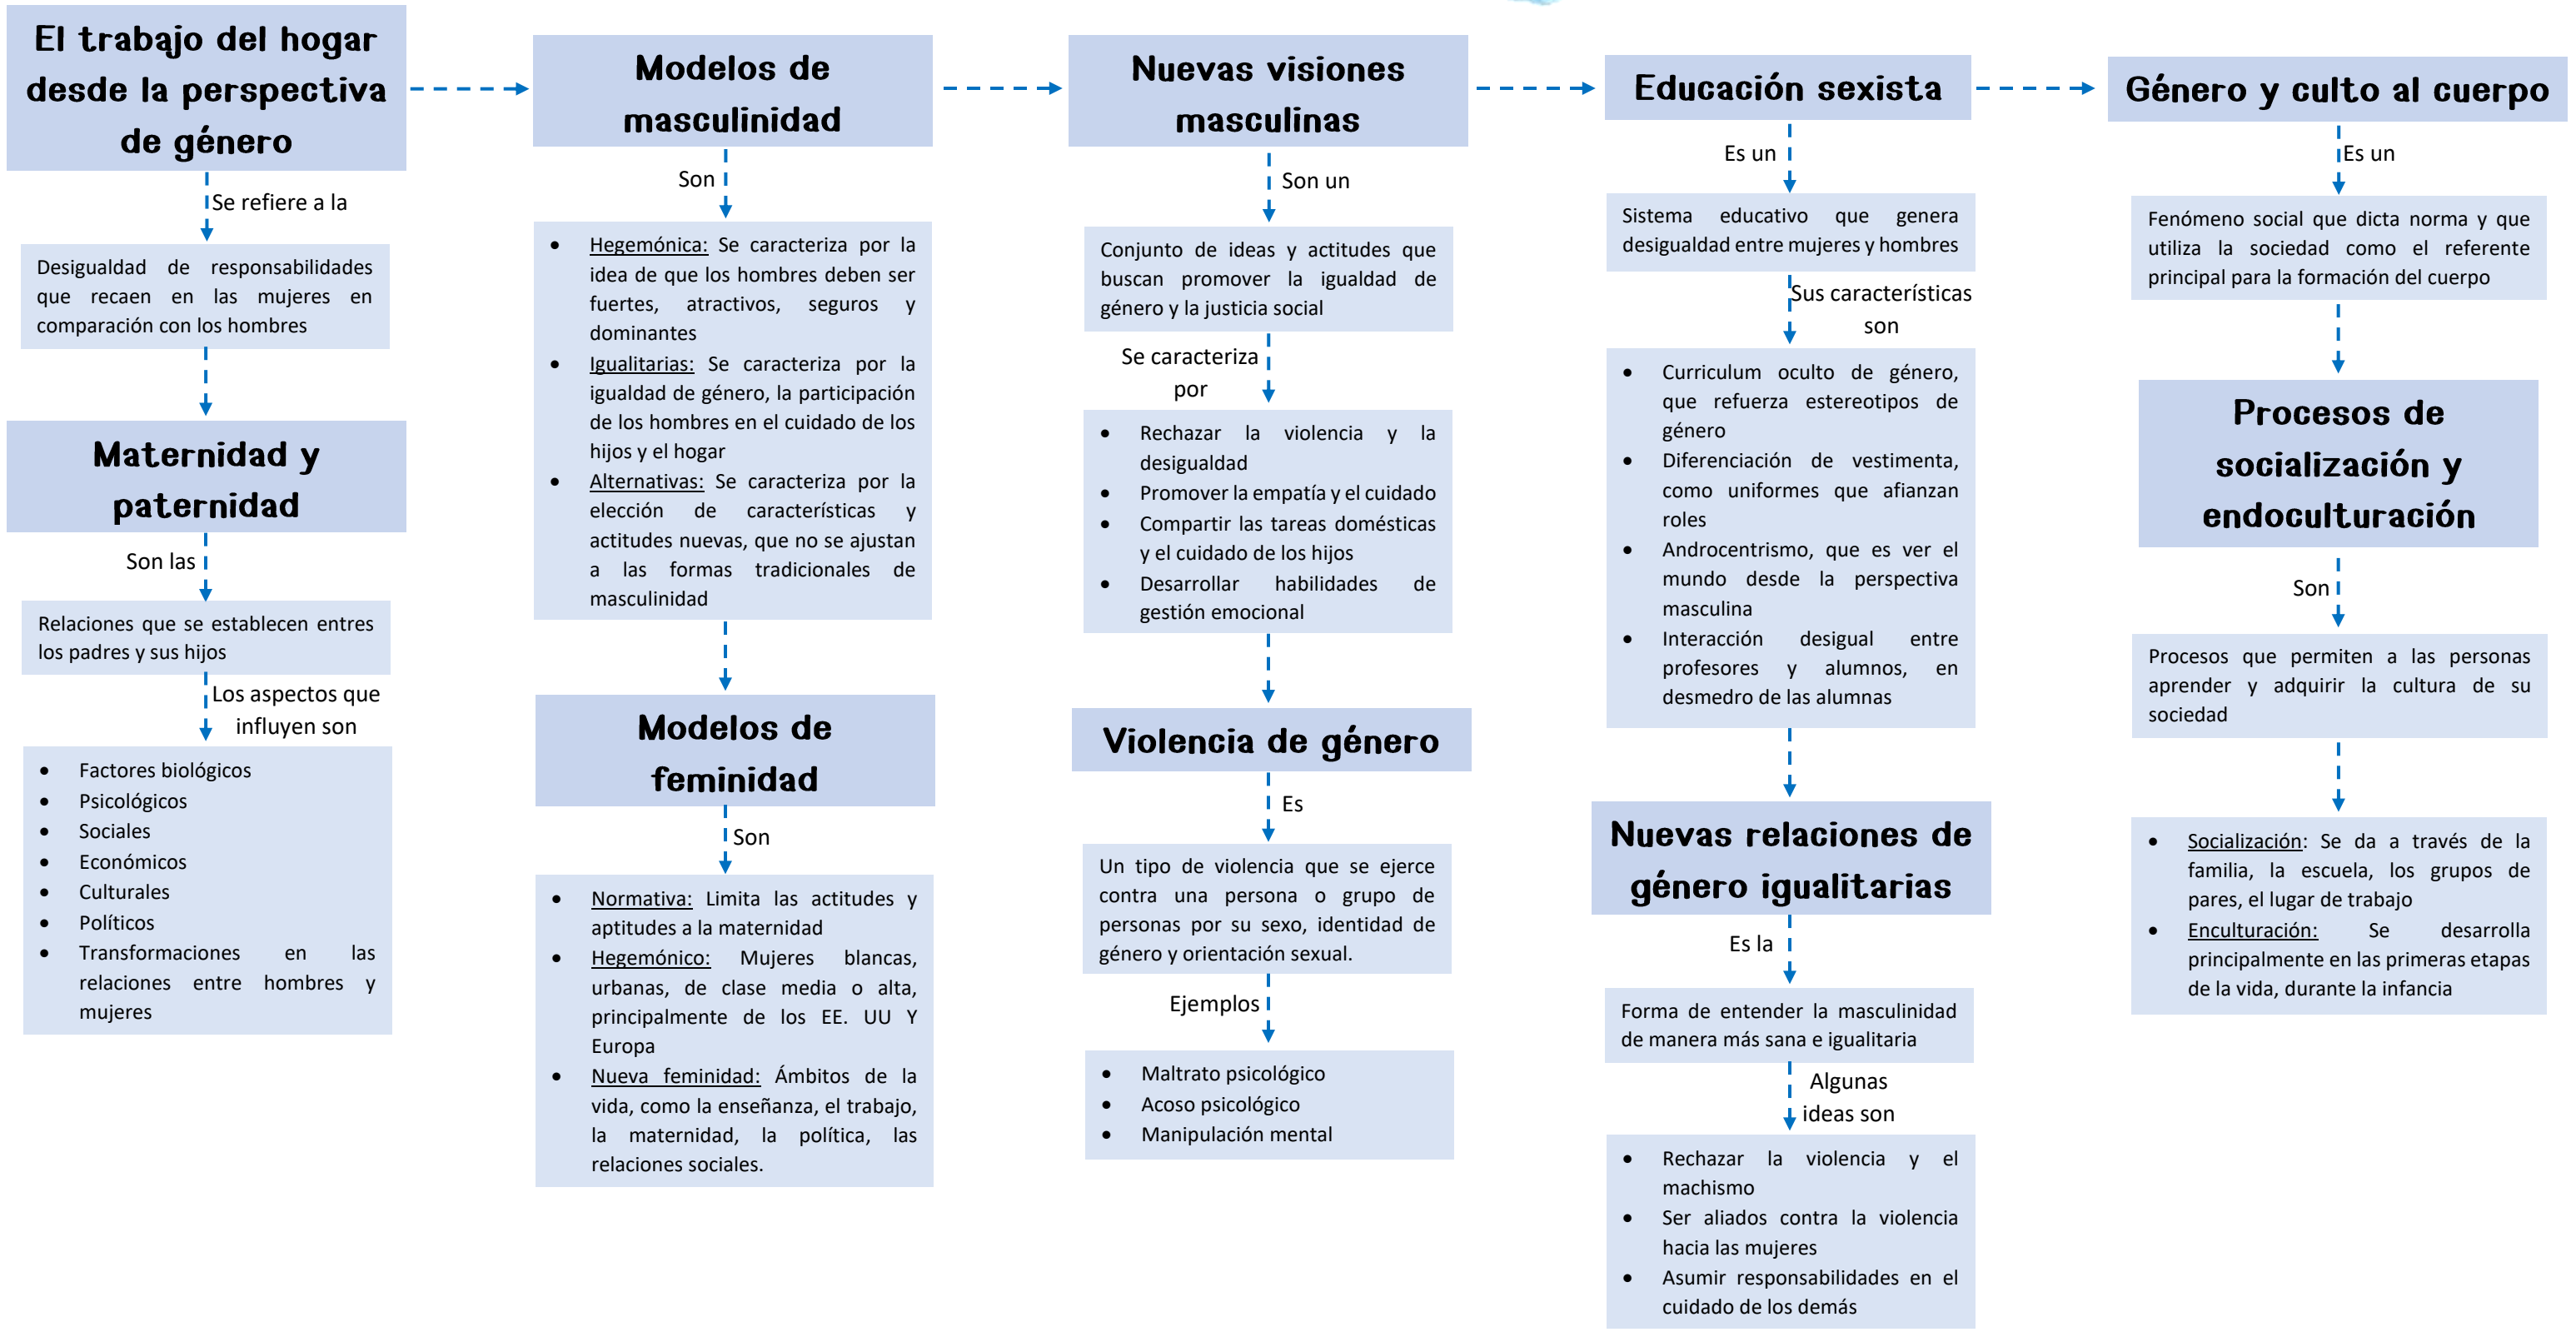 El trabajo del hogar
desde la perspectiva
de género
Se refiere a la
Desigualdad de responsabilidades
que recaen en las mujeres en
comparación con los hombres
Maternidad y
paternidad
Son las
Relaciones que se establecen entres
los padres y sus hijos
Los aspectos que
influyen son
• Factores biológicos
• Psicológicos
• Sociales
• Económicos
• Culturales
• Políticos
• Transformaciones en las
relaciones entre hombres y
mujeres
Modelos de
masculinidad
Son
• Hegemónica: Se caracteriza por la
idea de que los hombres deben ser
fuertes, atractivos, seguros y
dominantes
• Igualitarias: Se caracteriza por la
igualdad de género, la participación
de los hombres en el cuidado de los
hijos y el hogar
• Alternativas: Se caracteriza por la
elección de características y
actitudes nuevas, que no se ajustan
a las formas tradicionales de
masculinidad
Modelos de
feminidad
Son
• Normativa: Limita las actitudes y
aptitudes a la maternidad
• Hegemónico: Mujeres blancas,
urbanas, de clase media o alta,
principalmente de los EE. UU Y
Europa
• Nueva feminidad: Ámbitos de la
vida, como la enseñanza, el trabajo,
la maternidad, la política, las
relaciones sociales.
Nuevas visiones
masculinas
Son un
Conjunto de ideas y actitudes que
buscan promover la igualdad de
género y la justicia social
Se caracteriza
por
• Rechazar la violencia y la
desigualdad
• Promover la empatía y el cuidado
• Compartir las tareas domésticas
y el cuidado de los hijos
• Desarrollar habilidades de
gestión emocional
Violencia de género
Es
Un tipo de violencia que se ejerce
contra una persona o grupo de
personas por su sexo, identidad de
género y orientación sexual.
Ejemplos
• Maltrato psicológico
• Acoso psicológico
• Manipulación mental
Educación sexista
Es un
Sistema educativo que genera
desigualdad entre mujeres y hombres
Sus características
son
• Curriculum oculto de género,
que refuerza estereotipos de
género
• Diferenciación de vestimenta,
como uniformes que afianzan
roles
• Androcentrismo, que es ver el
mundo desde la perspectiva
masculina
• Interacción desigual entre
profesores y alumnos, en
desmedro de las alumnas
Nuevas relaciones de
género igualitarias
Es la
Forma de entender la masculinidad
de manera más sana e igualitaria
Algunas
ideas son
• Rechazar la violencia y el
machismo
• Ser aliados contra la violencia
hacia las mujeres
• Asumir responsabilidades en el
cuidado de los demás
Género y culto al cuerpo
Es un
Fenómeno social que dicta norma y que
utiliza la sociedad como el referente
principal para la formación del cuerpo
Procesos de
socialización y
endoculturación
Son
Procesos que permiten a las personas
aprender y adquirir la cultura de su
sociedad
• Socialización: Se da a través de la
familia, la escuela, los grupos de
pares, el lugar de trabajo
• Enculturación: Se desarrolla
principalmente en las primeras etapas
de la vida, durante la infancia